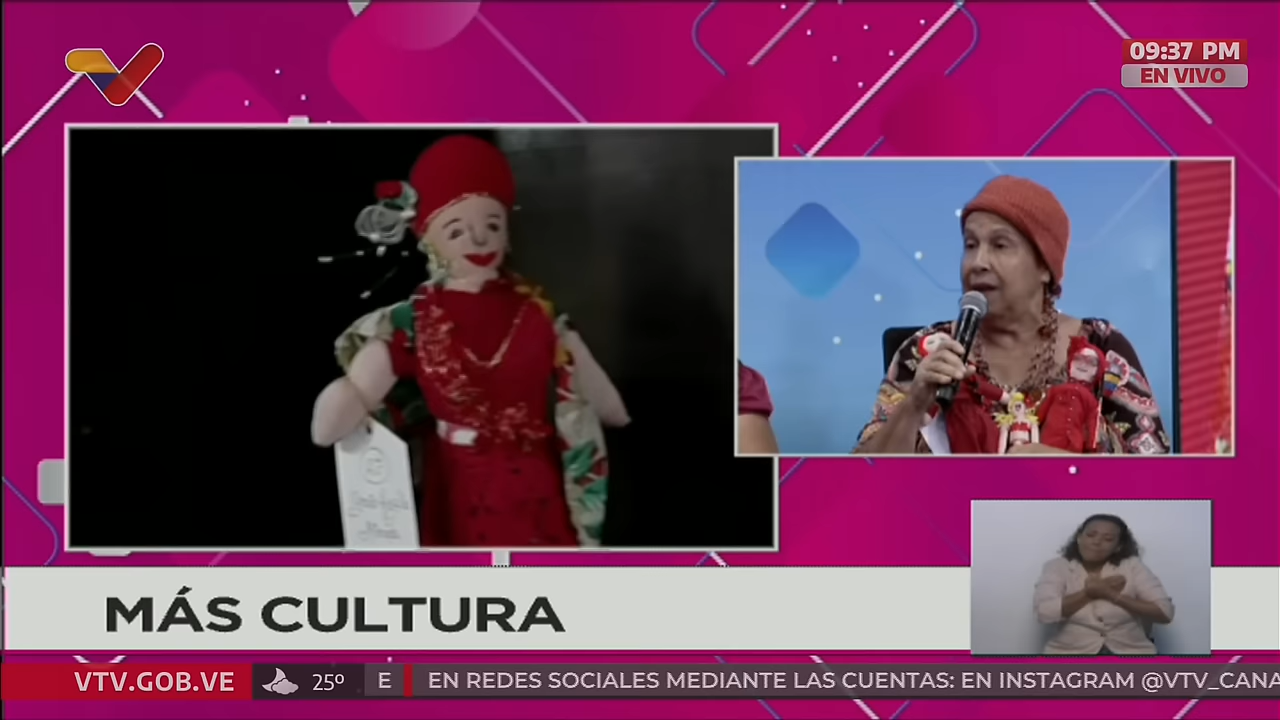 09:37 PM
EN VIVO
MÁS CULTURA
VTV.GOB.VE
25º
E
EN REDES SOCIALES MEDIANTE LAS CUENTAS: EN INSTAGRAM @VTV_CANA